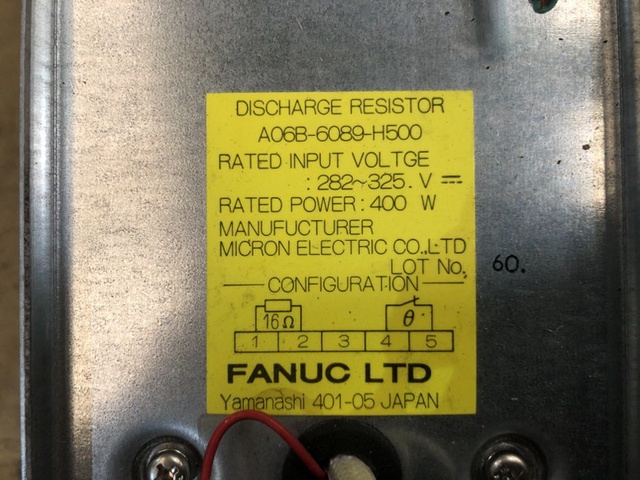 DISCHARGE RESISTOR
A06B-6089-H500
RATED INPUT VOLTGE
: 282~325. V ⎓
RATED POWER : 400 W
MANUFUCTURER
MICRON ELECTRIC CO.,LTD
LOT No. 60.
CONFIGURATION
16Ω θ
1 2 3 4 5
FANUC LTD
Yamanashi 401-05 JAPAN